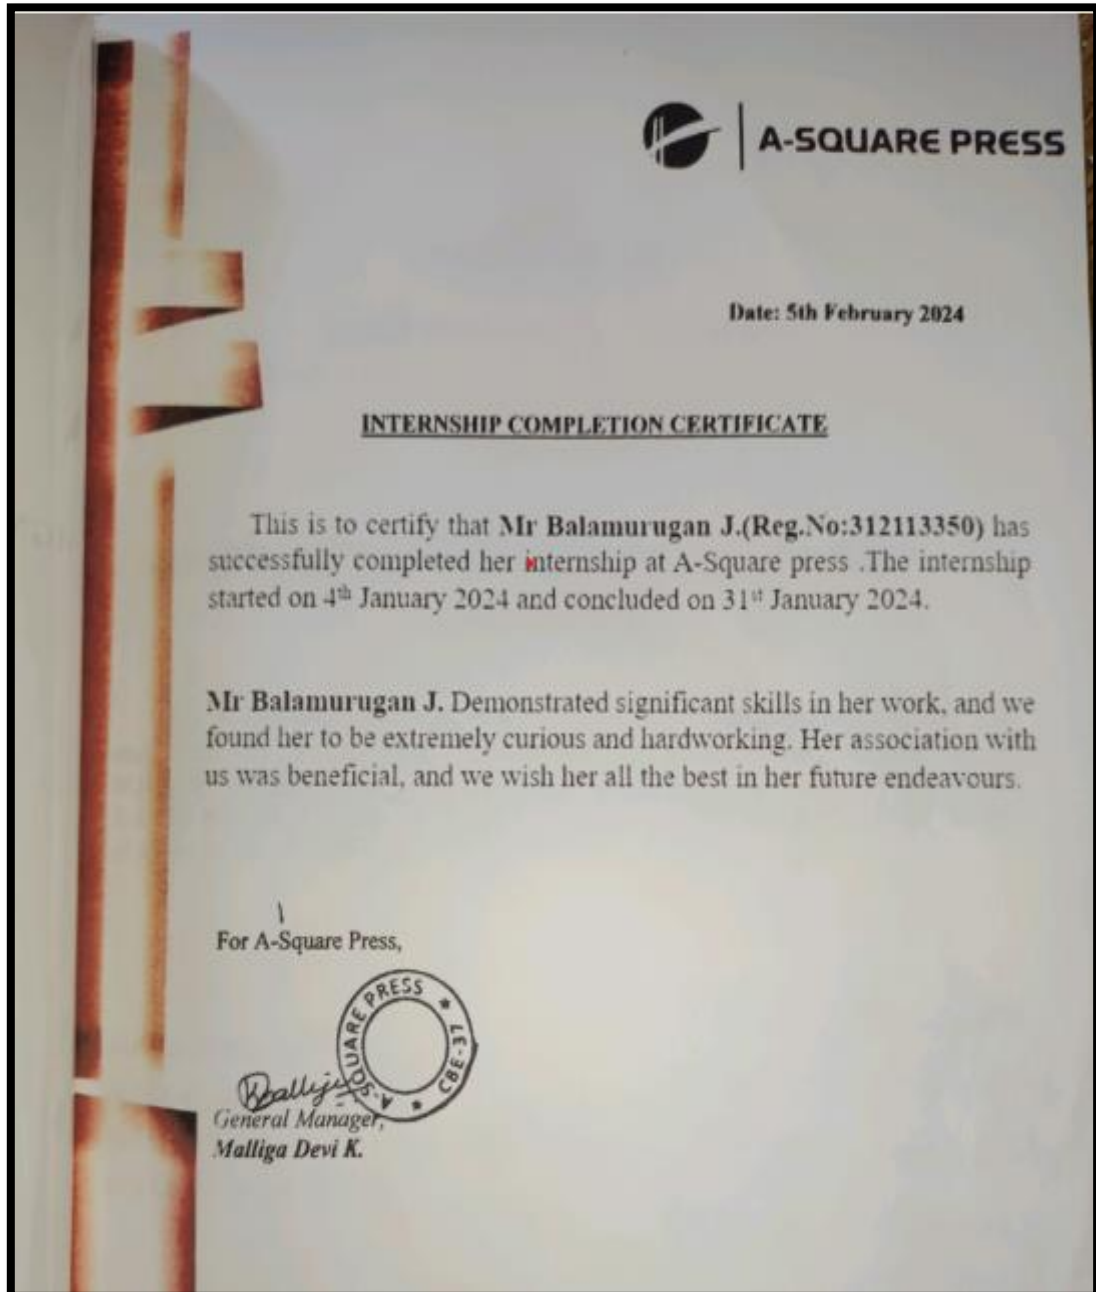 A-SQUARE PRESS
Date: 5th February 2024
INTERNSHIP COMPLETION CERTIFICATE
This is to certify that Mr Balamurugan J.(Reg.No:312113350) has
successfully completed her internship at A-Square press .The internship
started on 4th January 2024 and concluded on 31st January 2024.
Mr Balamurugan J. Demonstrated significant skills in her work, and we
found her to be extremely curious and hardworking. Her association with
us was beneficial, and we wish her all the best in her future endeavours.
For A-Square Press,
A-SQUARE PRESS * CBE-37 *
General Manager,
Malliga Devi K.